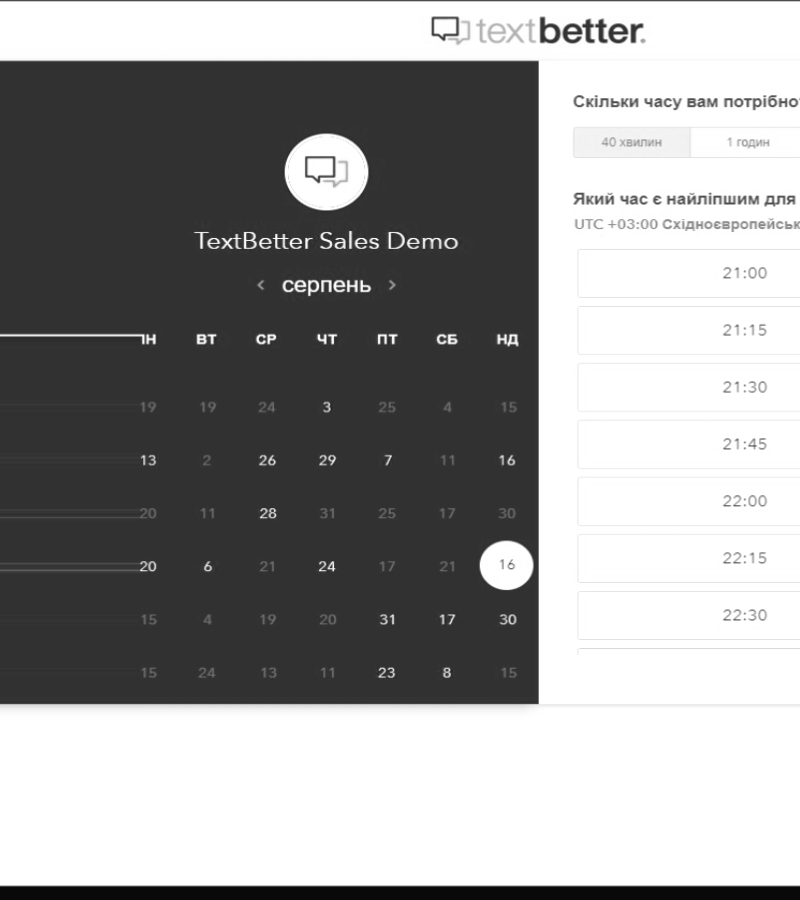 textbetter.
TextBetter Sales Demo
< серпень >
ІН ВТ СР ЧТ ПТ СБ НД
19 19 24 3 25 4 15
13 2 26 29 7 11 16
20 11 28 31 25 17 30
20 6 21 24 17 21 16
15 4 19 20 31 17 30
15 24 13 11 23 8 15
Скільки часу вам потрібно
40 хвилин 1 годин
Який час є найліпшим для
UTC +03:00 Східноєвропейськ
21:00
21:15
21:30
21:45
22:00
22:15
22:30